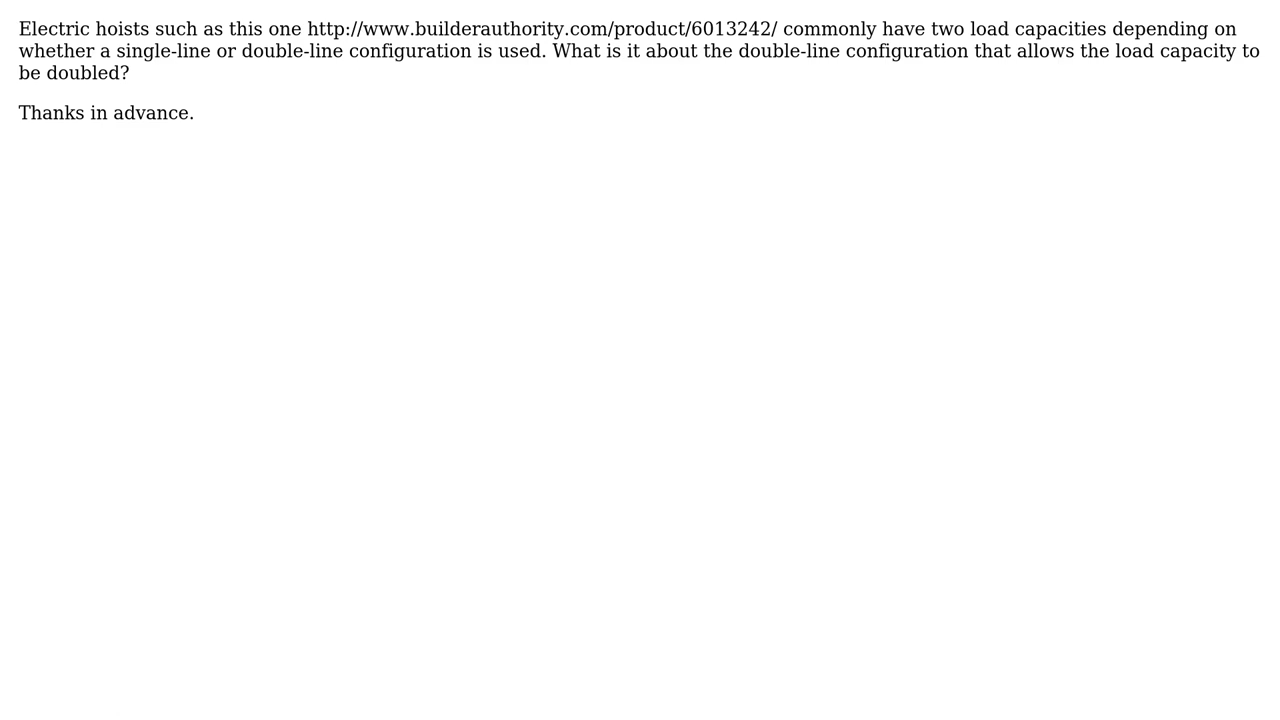 Electric hoists such as this one http://www.builderauthority.com/product/6013242/ commonly have two load capacities depending on
whether a single-line or double-line configuration is used. What is it about the double-line configuration that allows the load capacity to
be doubled?
Thanks in advance.